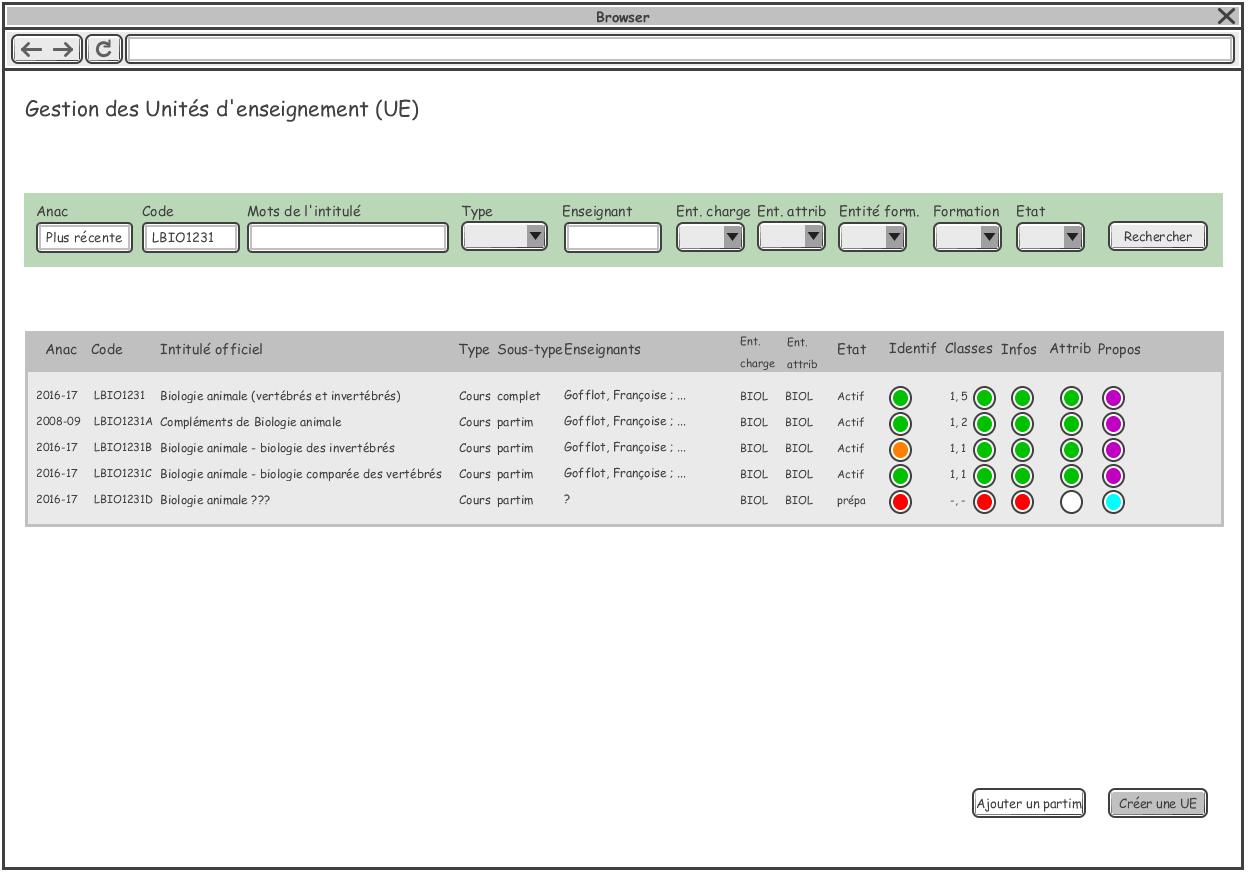 Browser
Gestion des Unités d'enseignement (UE)
Anac Code Mots de l'intitulé Type Enseignant Ent. charge Ent. attrib Entité form. Formation Etat
Plus récente LBIO1231 Rechercher
Anac Code Intitulé officiel Type Sous-type Enseignants Ent. charge Ent. attrib Etat Identif Classes Infos Attrib Propos
2016-17 LBIO1231 Biologie animale (vertébrés et invertébrés) Cours complet Gofflot, Françoise ; ... BIOL BIOL Actif 1, 5
2008-09 LBIO1231A Compléments de Biologie animale Cours partim Gofflot, Françoise ; ... BIOL BIOL Actif 1, 2
2016-17 LBIO1231B Biologie animale - biologie des invertébrés Cours partim Gofflot, Françoise ; ... BIOL BIOL Actif 1, 1
2016-17 LBIO1231C Biologie animale - biologie comparée des vertébrés Cours partim Gofflot, Françoise ; ... BIOL BIOL Actif 1, 1
2016-17 LBIO1231D Biologie animale ??? Cours partim ? BIOL BIOL prépa -, -
Ajouter un partim Créer une UE